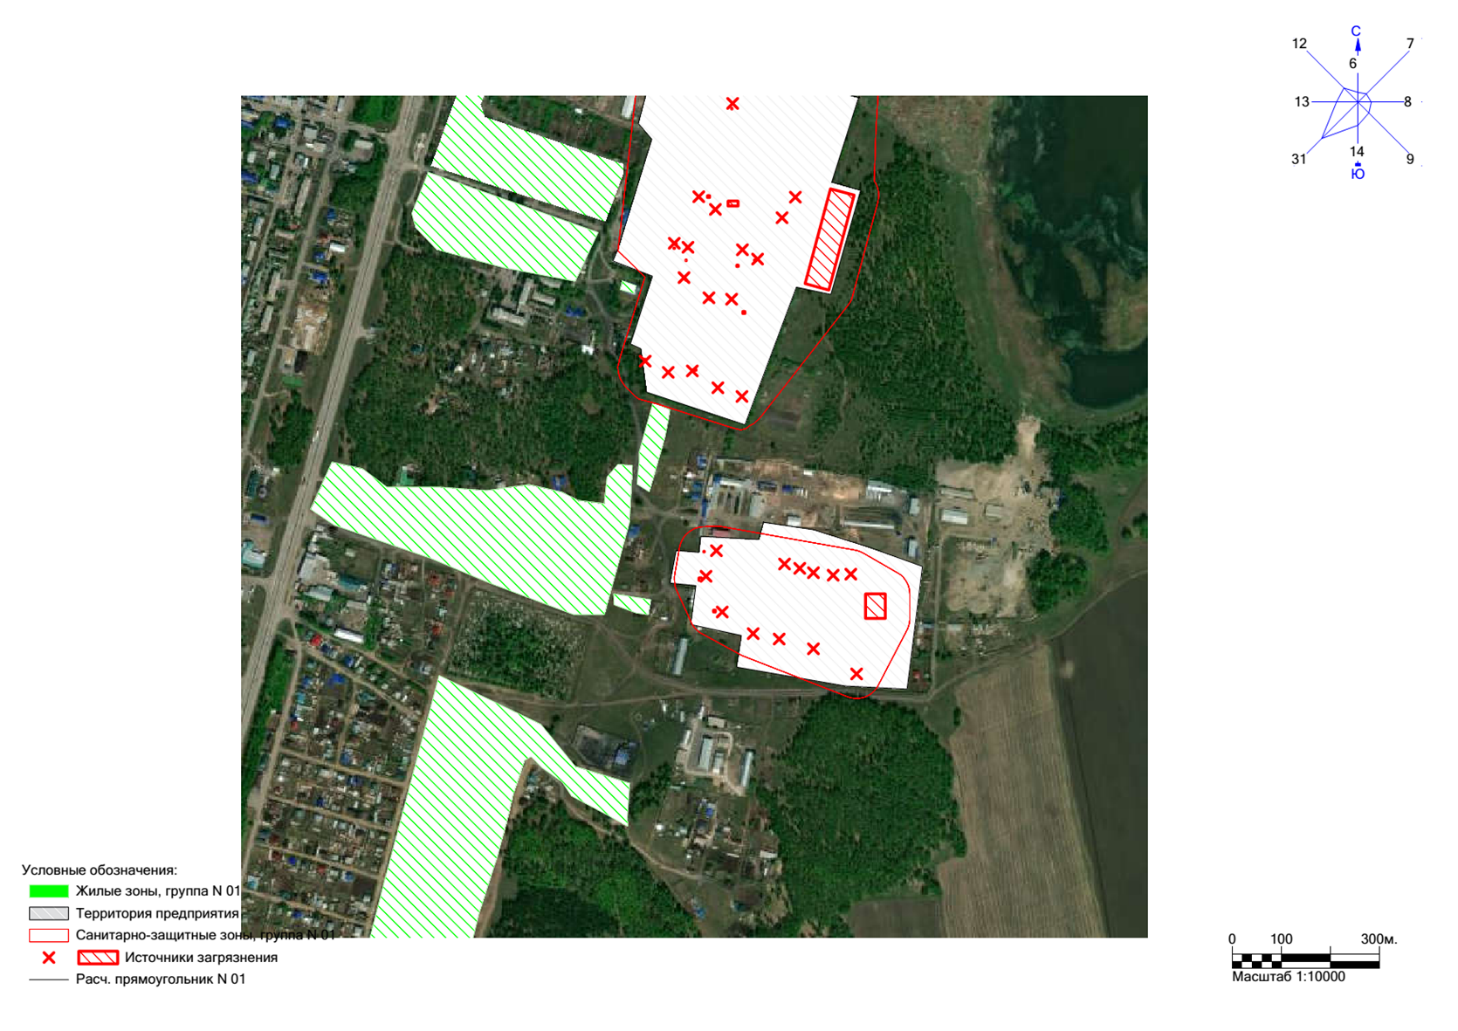 С
12
7
6
13
8
31
14
9
Ю
Условные обозначения:
Жилые зоны, группа N 01
Территория предприятия
Санитарно-защитные зоны, группа N 01
Источники загрязнения
Расч. прямоугольник N 01
0 100 300м.
Масштаб 1:10000